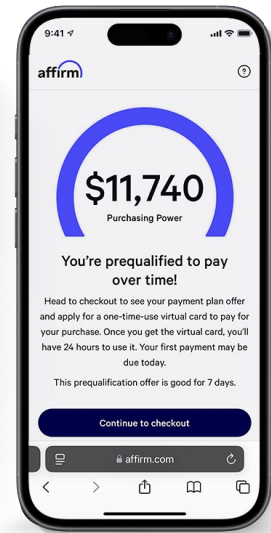 9:41
affirm
?
$11,740
Purchasing Power
You're prequalified to pay
over time!
Head to checkout to see your payment plan offer
and apply for a one-time-use virtual card to pay for
your purchase. Once you get the virtual card, you'll
have 24 hours to use it. Your first payment may be
due today.
This prequalification offer is good for 7 days.
Continue to checkout
affirm.com